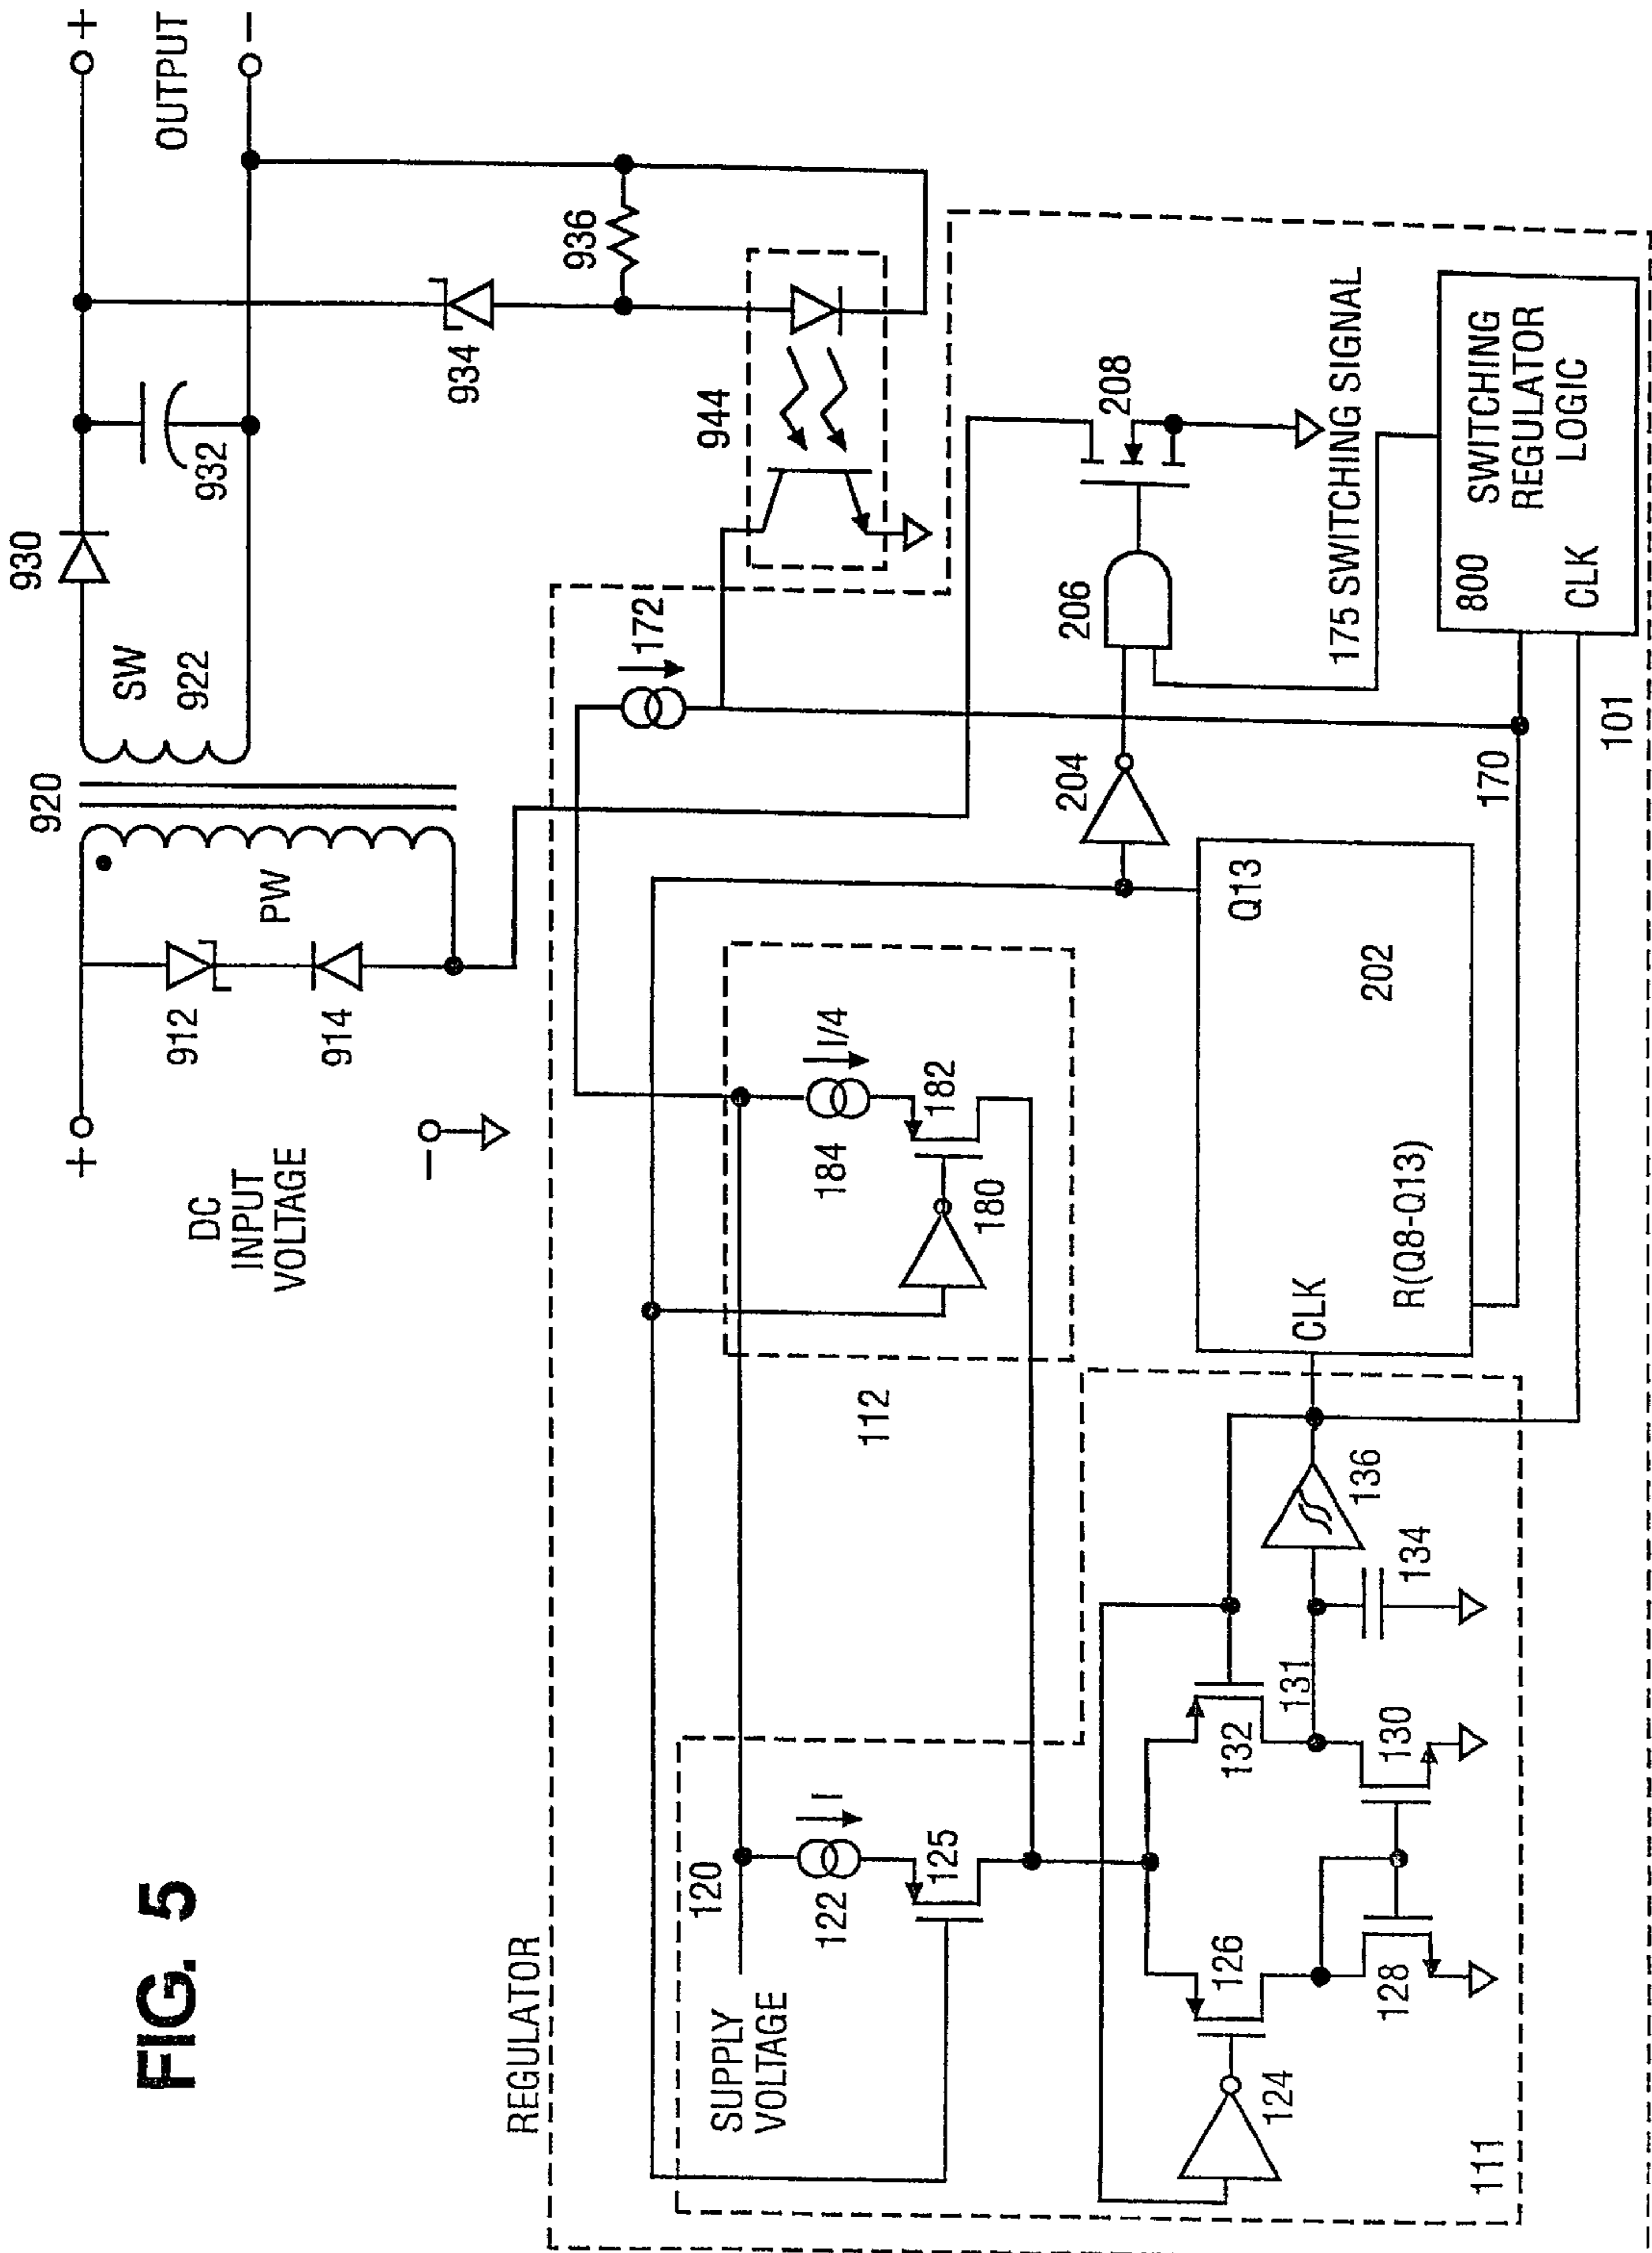 FIG. 5
930
SW
922
932
OUTPUT
+
-
920
PW
912
914
+
DC
INPUT
VOLTAGE
-
934
936
944
172
REGULATOR
120
SUPPLY
VOLTAGE
I
122
125
112
I/4
184
182
180
204
206
208
175 SWITCHING SIGNAL
Q13
202
CLK
R(Q8-Q13)
170
800
SWITCHING
REGULATOR
LOGIC
CLK
101
136
134
131
132
130
126
128
124
111